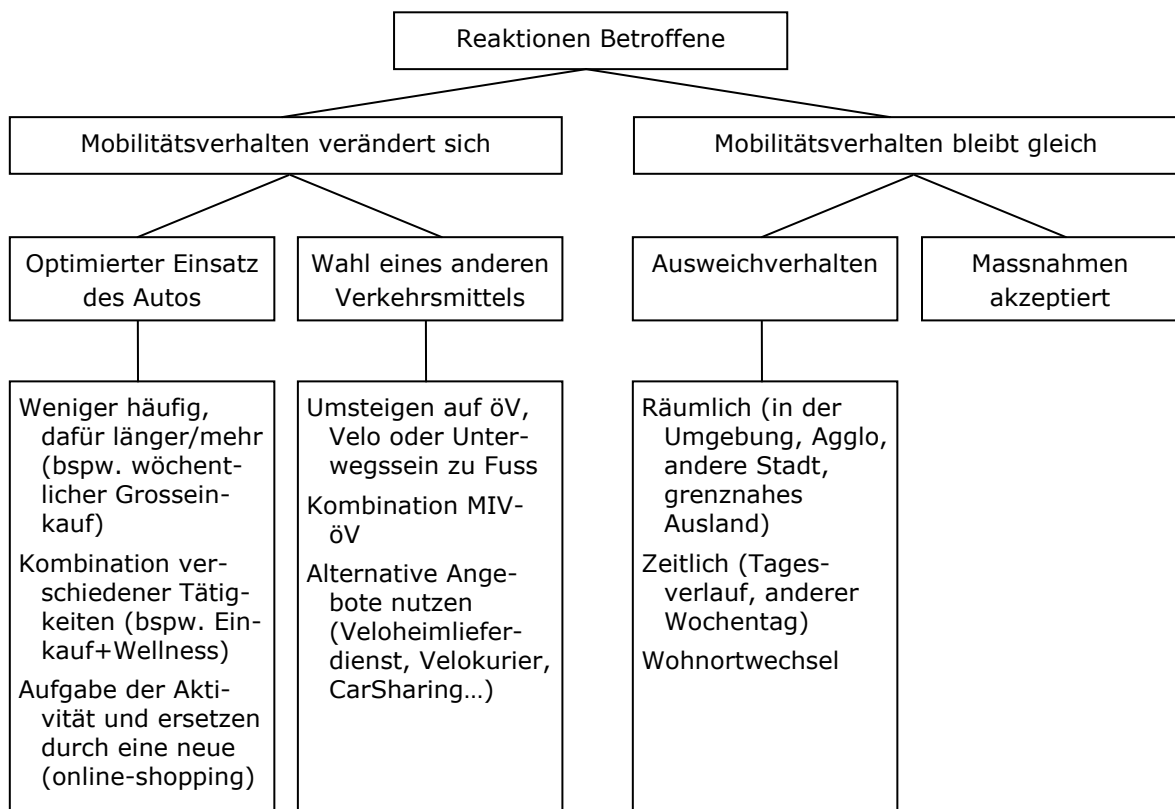 Reaktionen Betroffene
Mobilitätsverhalten verändert sich
Mobilitätsverhalten bleibt gleich
Optimierter Einsatz
des Autos
Wahl eines anderen
Verkehrsmittels
Ausweichverhalten
Massnahmen
akzeptiert
Weniger häufig,
dafür länger/mehr
(bspw. wöchent-
licher Grossein-
kauf)
Kombination ver-
schiedener Tätig-
keiten (bspw. Ein-
kauf+Wellness)
Aufgabe der Akti-
vität und ersetzen
durch eine neue
(online-shopping)
Umsteigen auf öV,
Velo oder Unter-
wegssein zu Fuss
Kombination MIV-
öV
Alternative Ange-
bote nutzen
(Veloheimliefer-
dienst, Velokurier,
CarSharing…)
Räumlich (in der
Umgebung, Agglo,
andere Stadt,
grenznahes
Ausland)
Zeitlich (Tages-
verlauf, anderer
Wochentag)
Wohnortwechsel